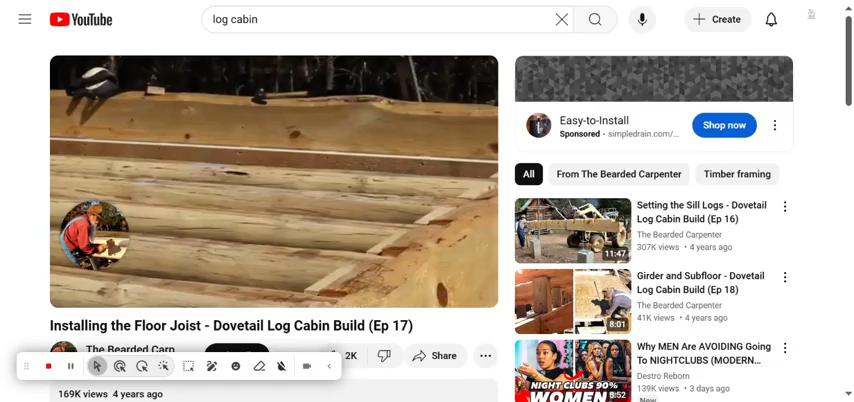 YouTube
log cabin
Create
Easy-to-Install
Sponsored · simpledrain.com/...
Shop now
All
From The Bearded Carpenter
Timber framing
Setting the Sill Logs - Dovetail
Log Cabin Build (Ep 16)
The Bearded Carpenter
307K views • 4 years ago
11:47
Girder and Subfloor - Dovetail
Log Cabin Build (Ep 18)
The Bearded Carpenter
41K views • 4 years ago
8:01
Why MEN Are AVOIDING Going
To NIGHTCLUBS (MODERN...
Destro Reborn
139K views • 3 days ago
New
NIGHT CLUBS 90%
WOMEN
8:52
Installing the Floor Joist - Dovetail Log Cabin Build (Ep 17)
The Bearded Carp
2K
Share
169K views 4 years ago